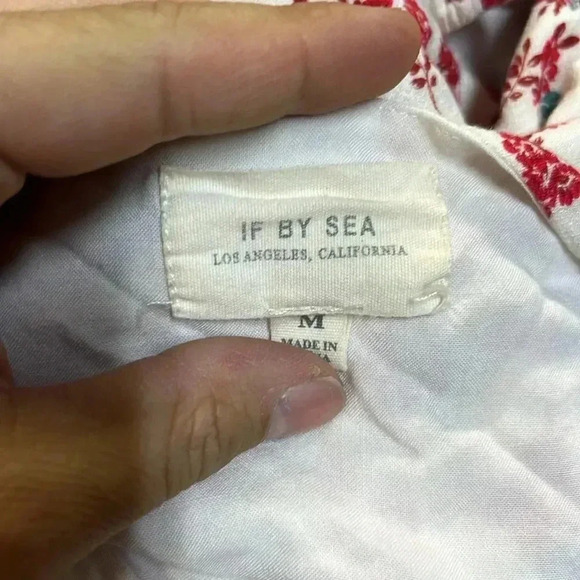 IF BY SEA
LOS ANGELES, CALIFORNIA
M
MADE IN